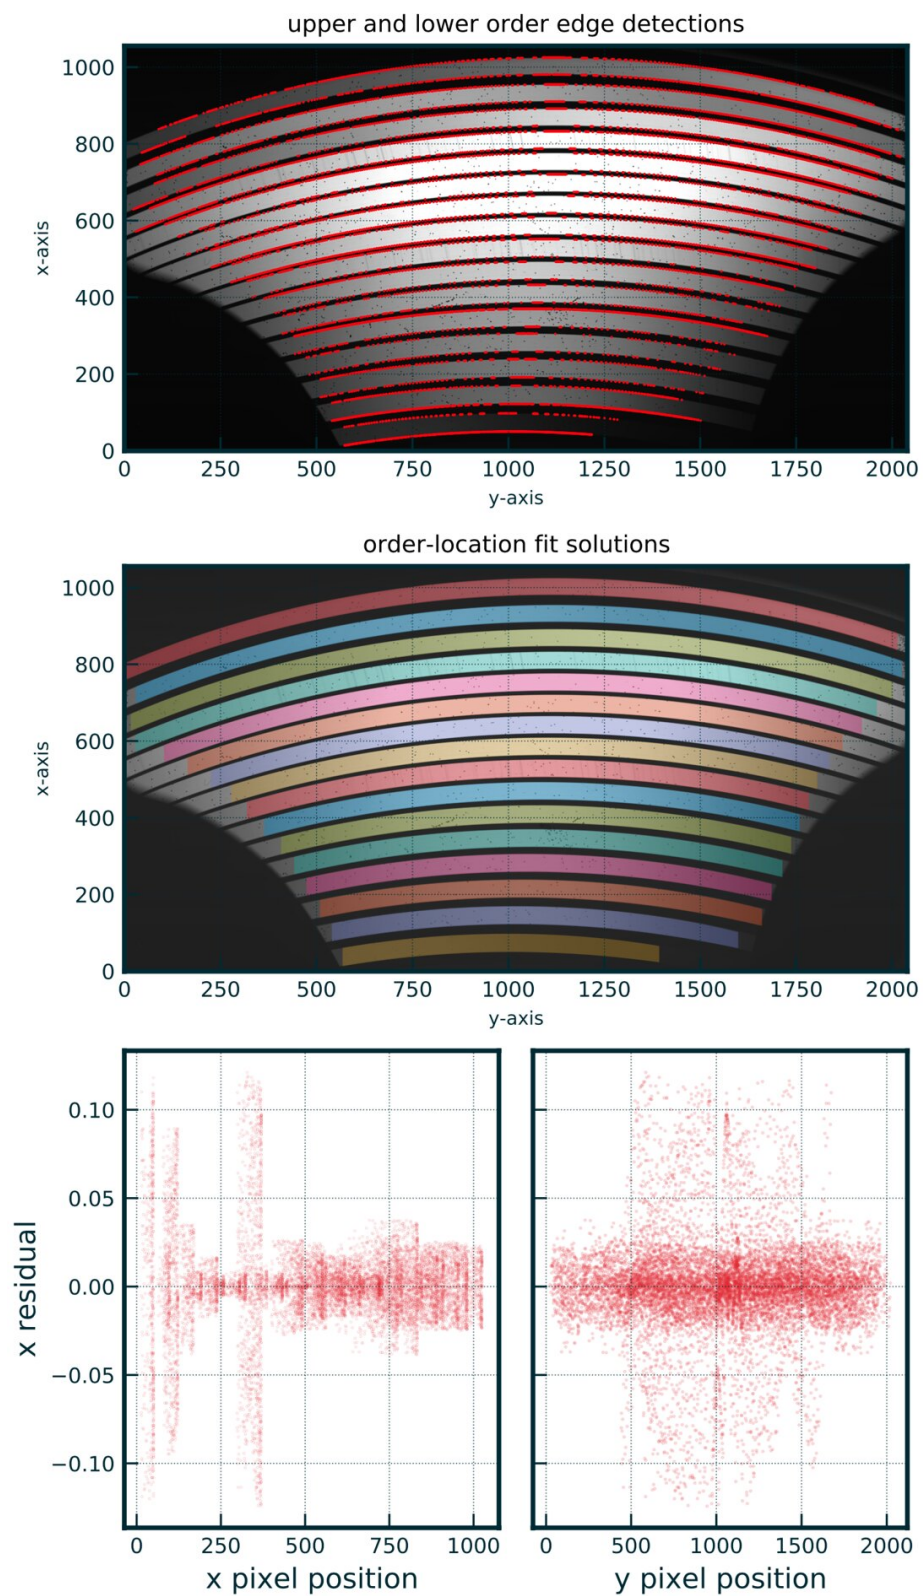 upper and lower order edge detections
1000
800
600
400
200
0
x-axis
0 250 500 750 1000 1250 1500 1750 2000
y-axis
order-location fit solutions
1000
800
600
400
200
0
x-axis
0 250 500 750 1000 1250 1500 1750 2000
y-axis
0.10
0.05
0.00
−0.05
−0.10
x residual
0 250 500 750 1000
x pixel position
0 500 1000 1500 2000
y pixel position